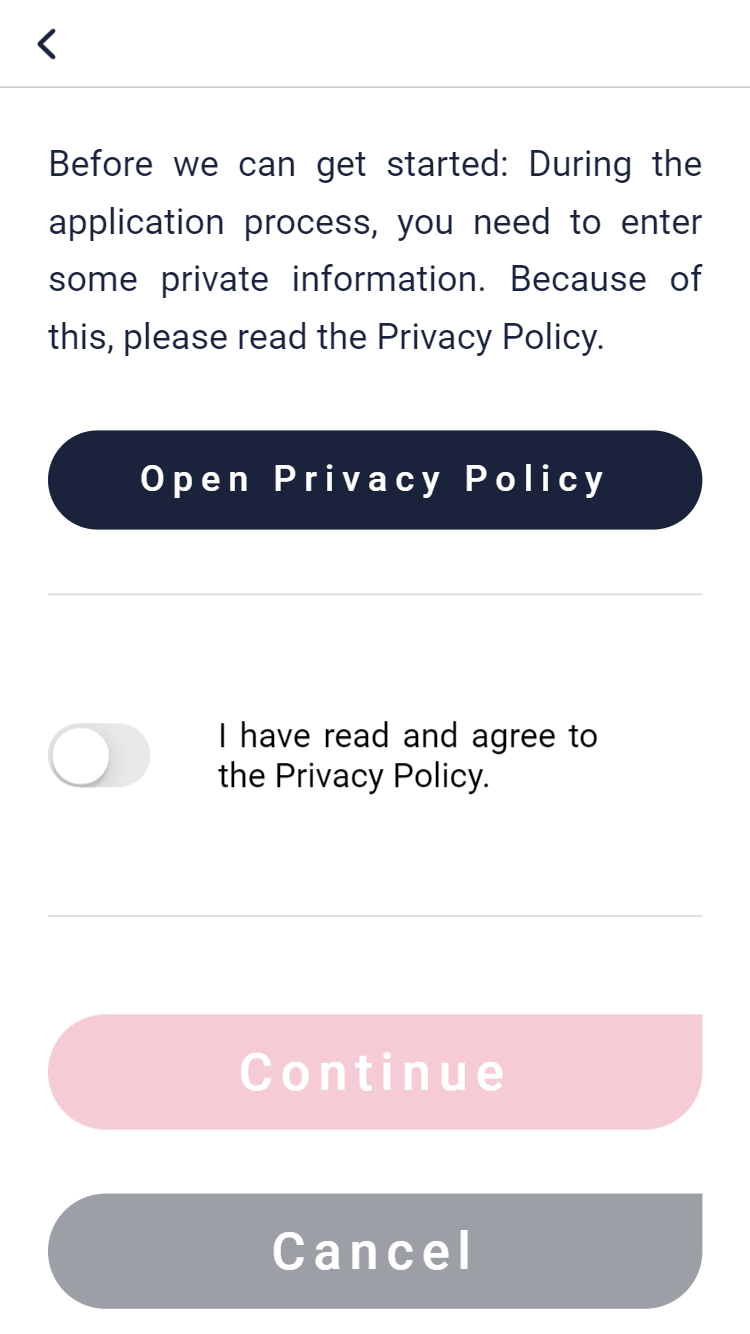 Before we can get started: During the
application process, you need to enter
some private information. Because of
this, please read the Privacy Policy.
Open Privacy Policy
I have read and agree to
the Privacy Policy.
Continue
Cancel